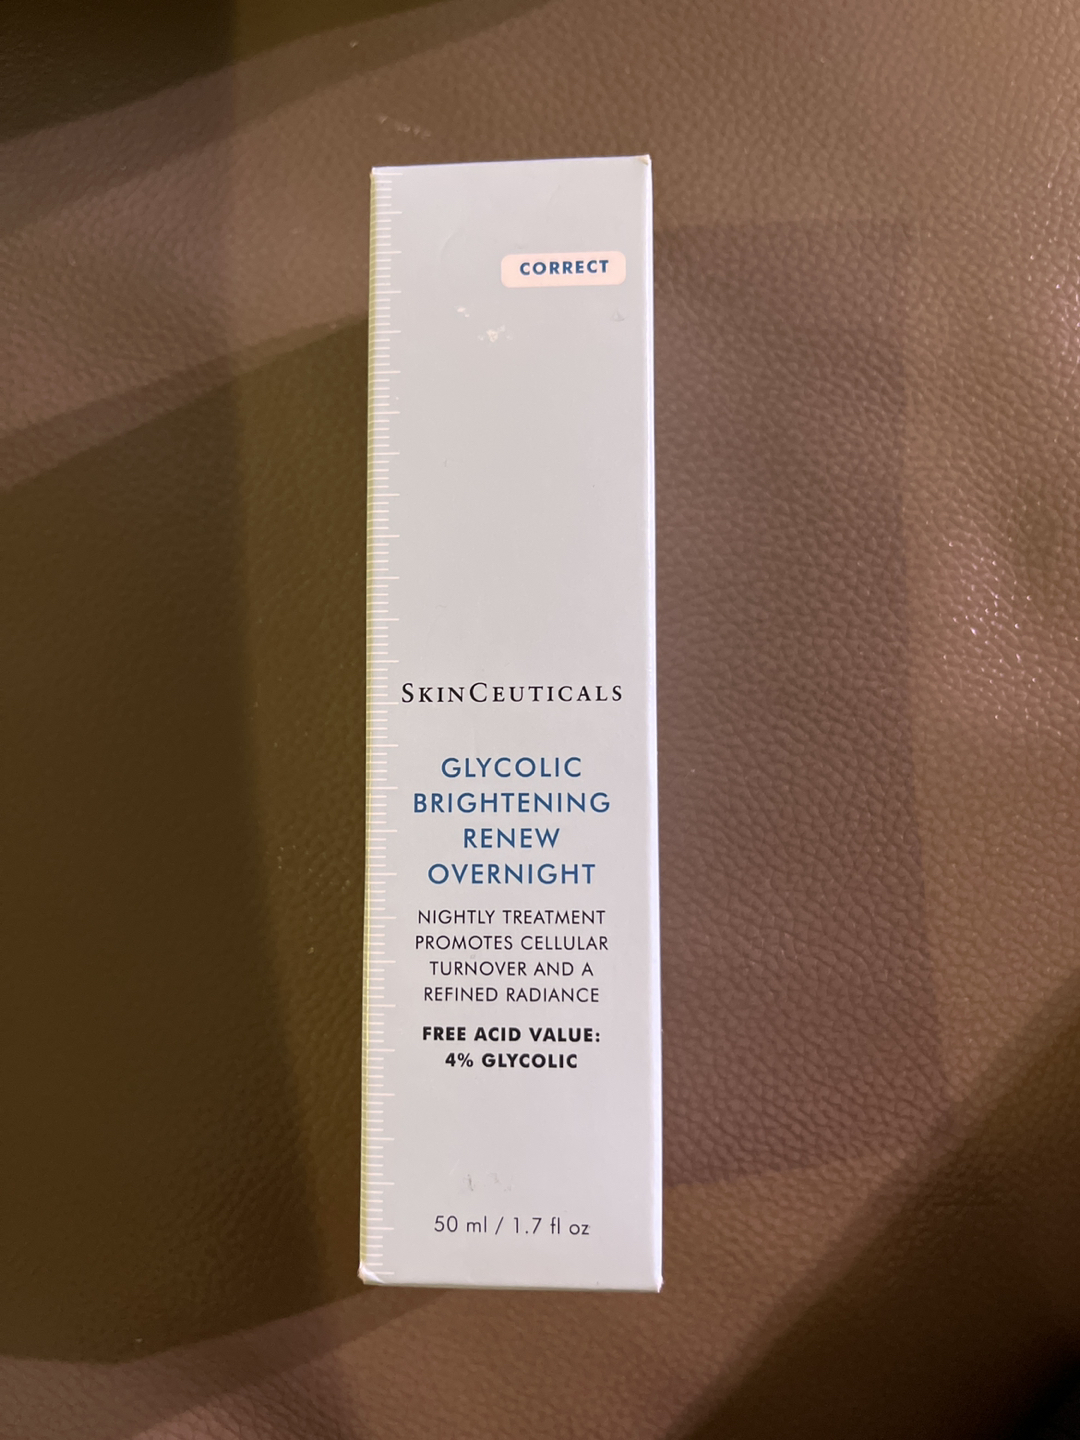 CORRECT
SKINCEUTICALS
GLYCOLIC
BRIGHTENING
RENEW
OVERNIGHT
NIGHTLY TREATMENT
PROMOTES CELLULAR
TURNOVER AND A
REFINED RADIANCE
FREE ACID VALUE:
4% GLYCOLIC
50 ml / 1.7 fl oz